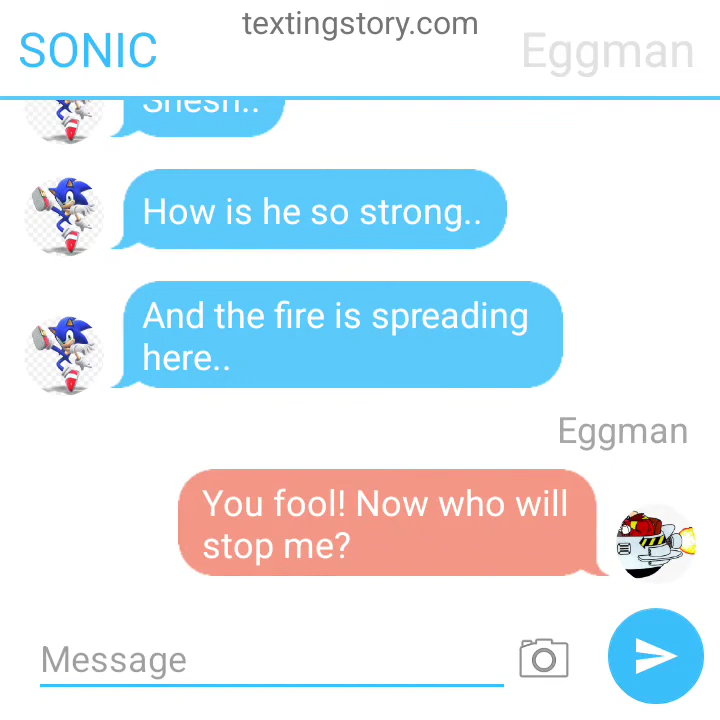 textingstory.com
SONIC
Eggman
How is he so strong..
And the fire is spreading
here..
Eggman
You fool! Now who will
stop me?
Message